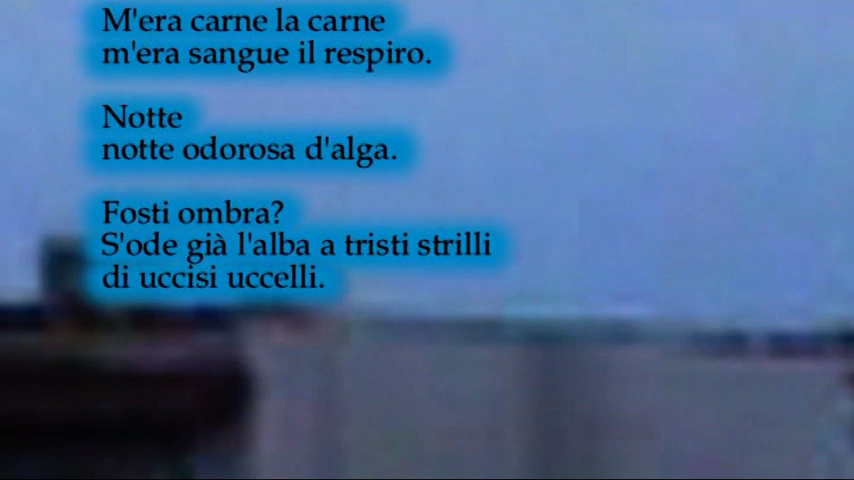 M'era carne la carne
m'era sangue il respiro.
Notte
notte odorosa d'alga.
Fosti ombra?
S'ode già l'alba a tristi strilli
di uccisi uccelli.